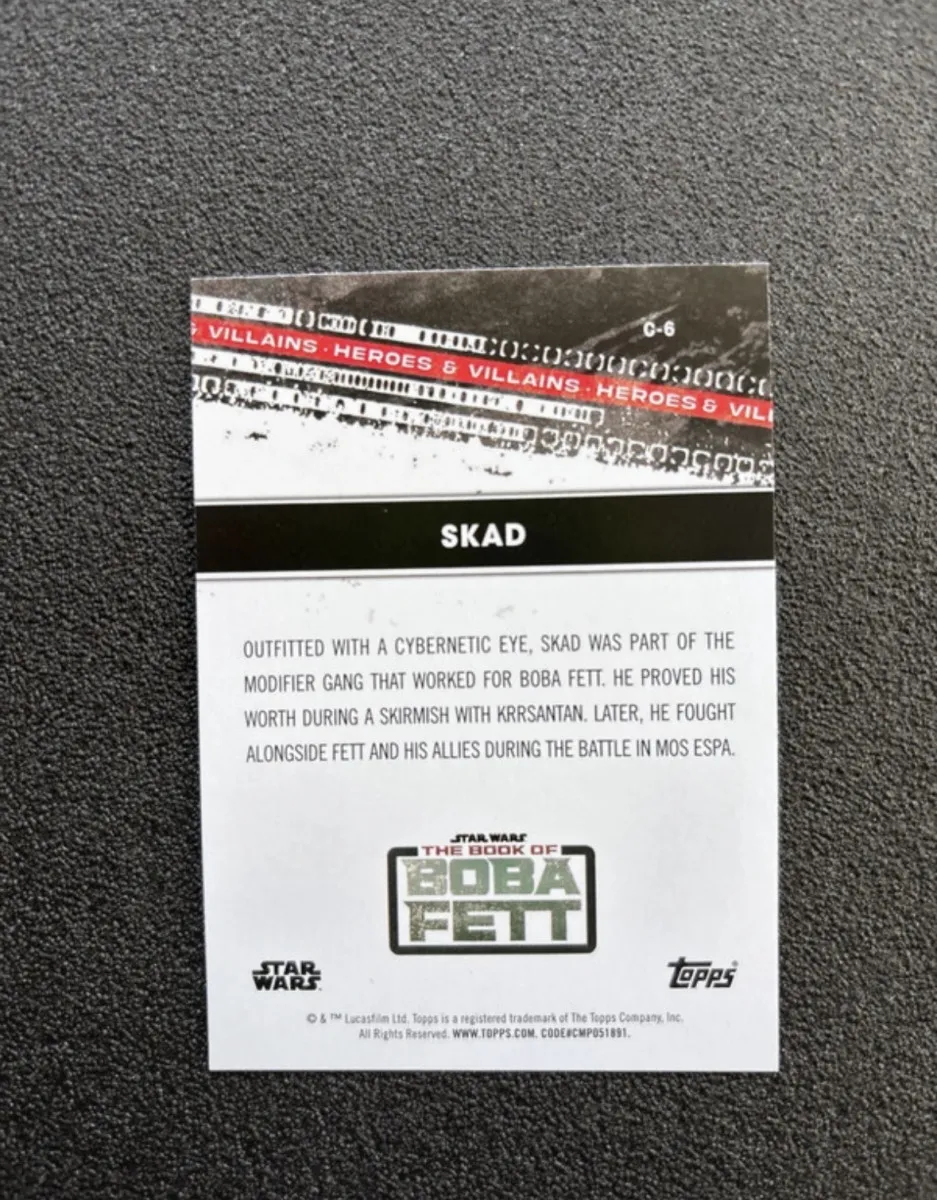 C-6
& VILLAINS · HEROES & VILLAINS · HEROES & VILL
SKAD
OUTFITTED WITH A CYBERNETIC EYE, SKAD WAS PART OF THE
MODIFIER GANG THAT WORKED FOR BOBA FETT. HE PROVED HIS
WORTH DURING A SKIRMISH WITH KRRSANTAN. LATER, HE FOUGHT
ALONGSIDE FETT AND HIS ALLIES DURING THE BATTLE IN MOS ESPA.
STAR WARS
THE BOOK OF
BOBA
FETT
STAR
WARS
Topps®
© & ™ Lucasfilm Ltd. Topps is a registered trademark of The Topps Company, Inc.
All Rights Reserved. WWW.TOPPS.COM. CODE#CMP051891.